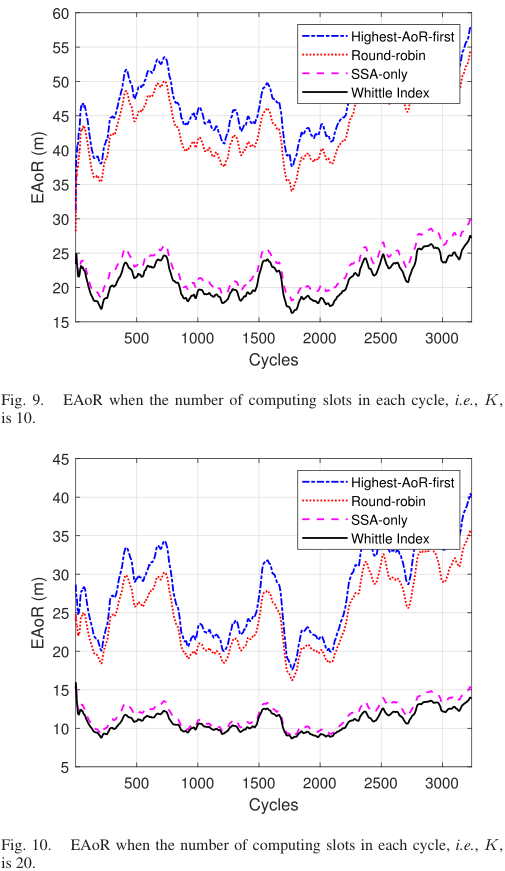 60
55
50
45
40
35
30
25
20
15
EAoR (m)
Highest-AoR-first
Round-robin
SSA-only
Whittle Index
500 1000 1500 2000 2500 3000
Cycles
Fig. 9. EAoR when the number of computing slots in each cycle, i.e., K,
is 10.
45
40
35
30
25
20
15
10
5
EAoR (m)
Highest-AoR-first
Round-robin
SSA-only
Whittle Index
500 1000 1500 2000 2500 3000
Cycles
Fig. 10. EAoR when the number of computing slots in each cycle, i.e., K,
is 20.